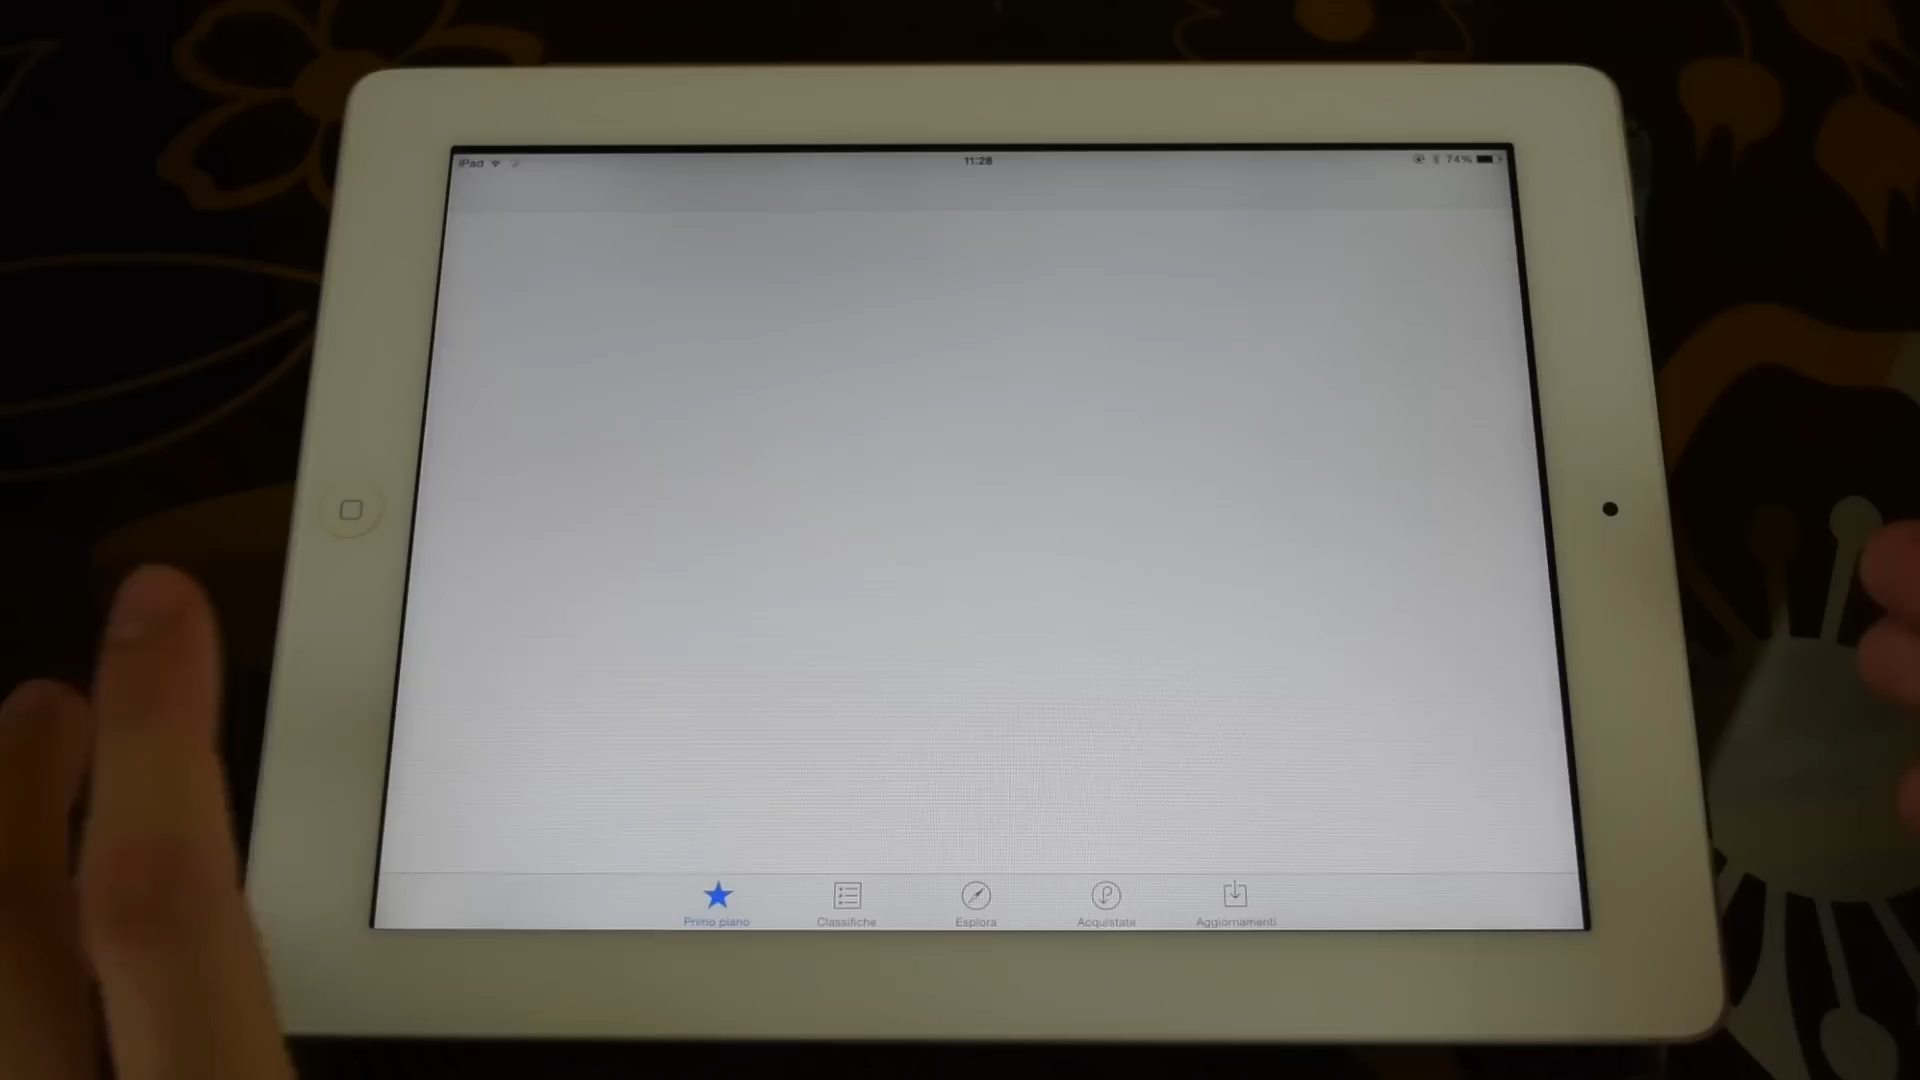 iPad 11:28 74%
Primo piano Classifiche Esplora Acquistate Aggiornamenti